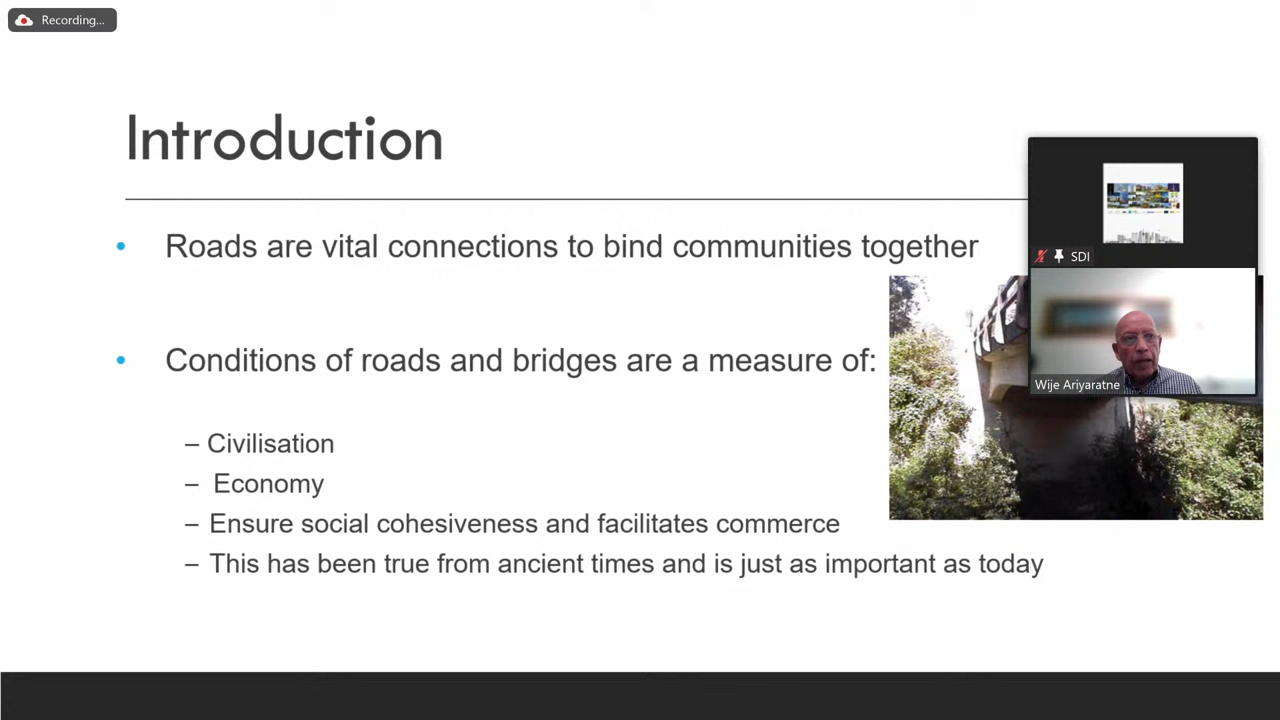 Recording...
Introduction
• Roads are vital connections to bind communities together
SDI
• Conditions of roads and bridges are a measure of:
Wije Ariyaratne
– Civilisation
– Economy
– Ensure social cohesiveness and facilitates commerce
– This has been true from ancient times and is just as important as today